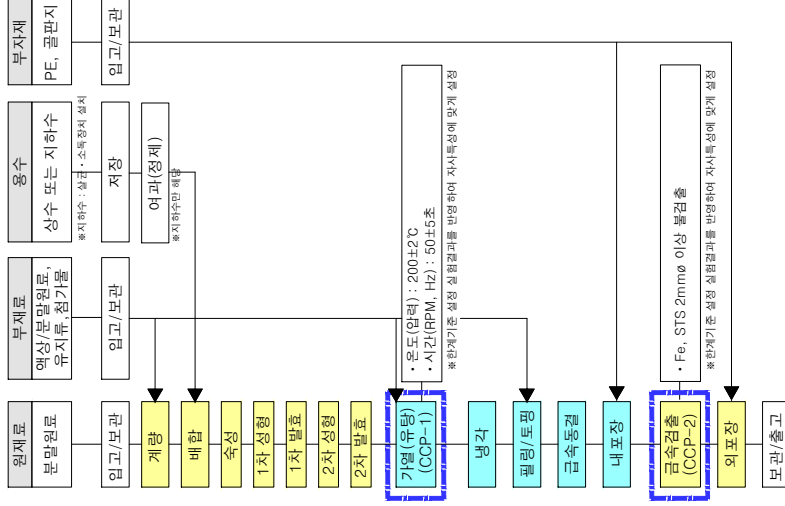 원재료
분말원료
입고/보관
부재료
액상/분말원료,
유지류,첨가물
입고/보관
용수
상수 또는 지하수
※지하수 : 살균・소독장치 설치
저장
여과(정제)
※지하수만 해당
부자재
PE, 골판지
입고/보관
계량
배합
숙성
1차 성형
1차 발효
2차 성형
2차 발효
가열(유탕)
(CCP-1)
・온도(압력) : 200±2℃
・시간(RPM, Hz) : 50±5초
※한계기준 설정 실험결과를 반영하여 자사특성에 맞게 설정
냉각
필링/토핑
급속동결
내포장
금속검출
(CCP-2)
・Fe, STS 2mmø 이상 불검출
※한계기준 설정 실험결과를 반영하여 자사특성에 맞게 설정
외포장
보관/출고